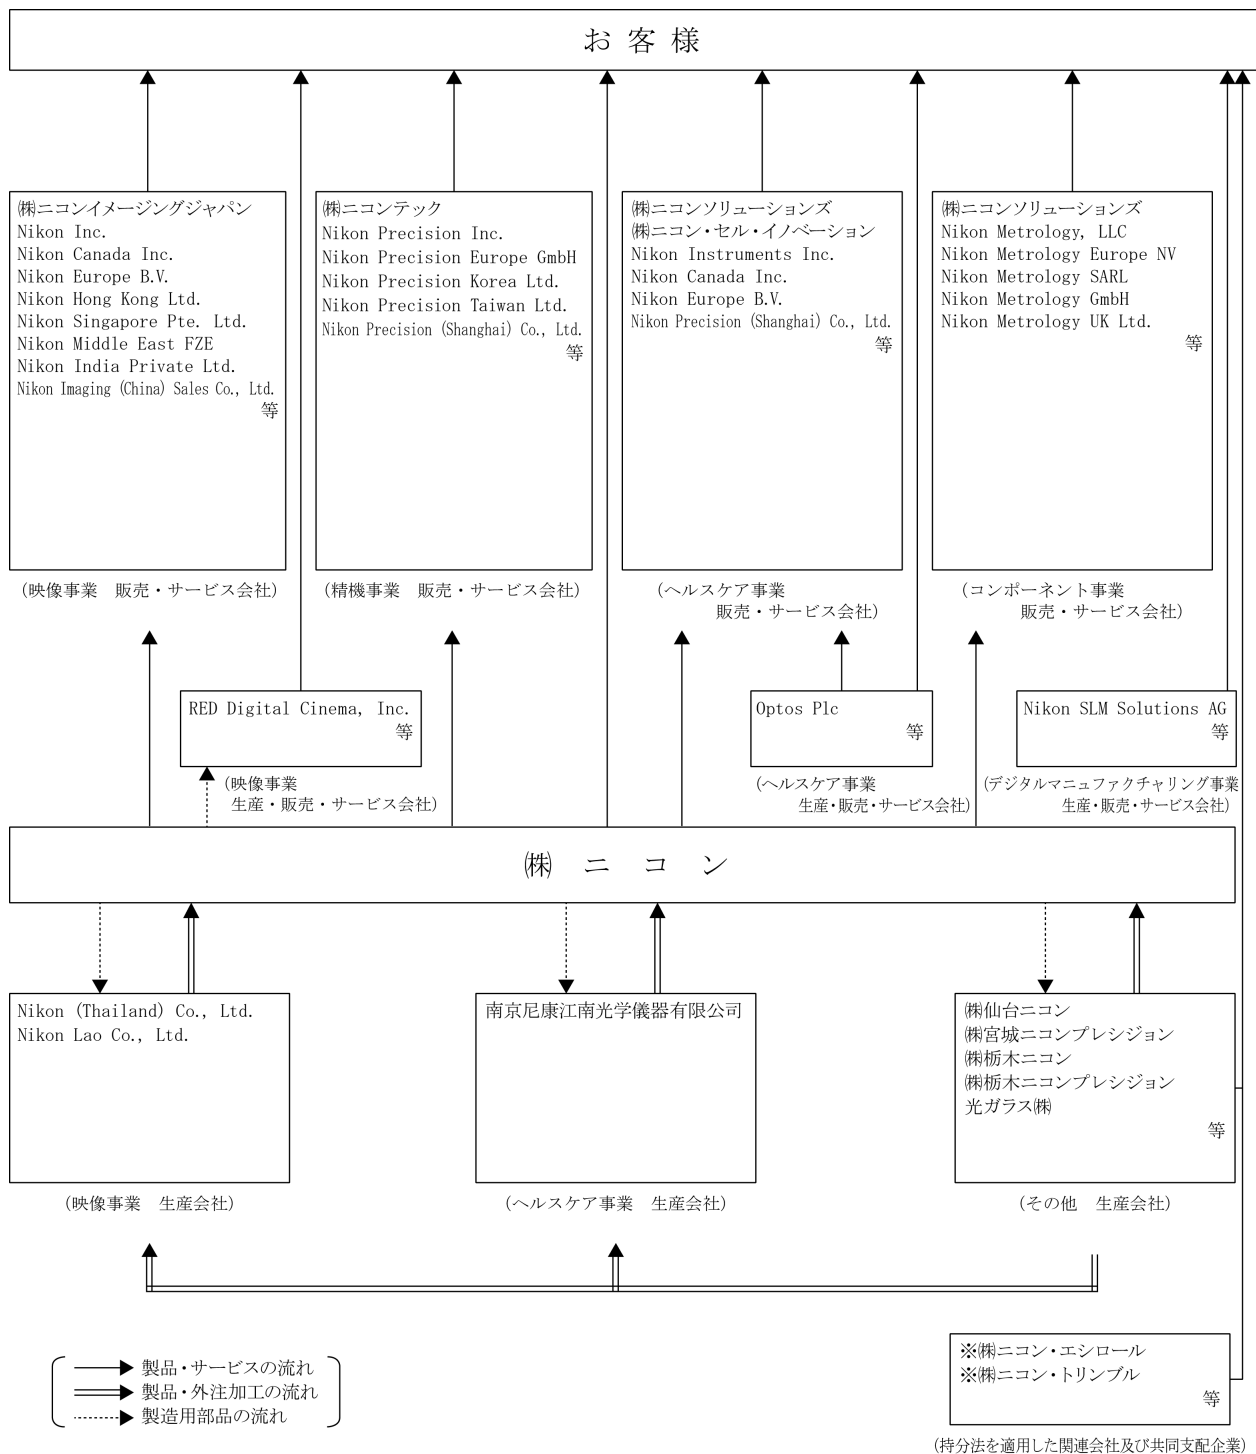 お客様
㈱ニコンイメージングジャパン
Nikon Inc.
Nikon Canada Inc.
Nikon Europe B.V.
Nikon Hong Kong Ltd.
Nikon Singapore Pte. Ltd.
Nikon Middle East FZE
Nikon India Private Ltd.
Nikon Imaging (China) Sales Co., Ltd.
等
(映像事業　販売・サービス会社)
㈱ニコンテック
Nikon Precision Inc.
Nikon Precision Europe GmbH
Nikon Precision Korea Ltd.
Nikon Precision Taiwan Ltd.
Nikon Precision (Shanghai) Co., Ltd.
等
(精機事業　販売・サービス会社)
㈱ニコンソリューションズ
㈱ニコン・セル・イノベーション
Nikon Instruments Inc.
Nikon Canada Inc.
Nikon Europe B.V.
Nikon Precision (Shanghai) Co., Ltd.
等
(ヘルスケア事業
販売・サービス会社)
㈱ニコンソリューションズ
Nikon Metrology, LLC
Nikon Metrology Europe NV
Nikon Metrology SARL
Nikon Metrology GmbH
Nikon Metrology UK Ltd.
等
(コンポーネント事業
販売・サービス会社)
RED Digital Cinema, Inc.
等
(映像事業
生産・販売・サービス会社)
Optos Plc
等
(ヘルスケア事業
生産・販売・サービス会社)
Nikon SLM Solutions AG
等
(デジタルマニュファクチャリング事業
生産・販売・サービス会社)
㈱ニコン
Nikon (Thailand) Co., Ltd.
Nikon Lao Co., Ltd.
(映像事業　生産会社)
南京尼康江南光学儀器有限公司
(ヘルスケア事業　生産会社)
㈱仙台ニコン
㈱宮城ニコンプレシジョン
㈱栃木ニコン
㈱栃木ニコンプレシジョン
光ガラス㈱
等
(その他　生産会社)
製品・サービスの流れ
製品・外注加工の流れ
製造用部品の流れ
※㈱ニコン・エシロール
※㈱ニコン・トリンブル
等
(持分法を適用した関連会社及び共同支配企業)